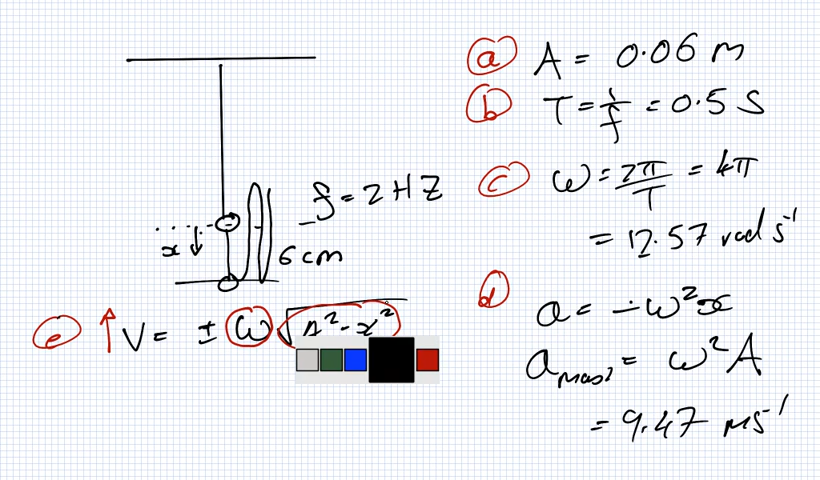 (a) A = 0.06 m
(b) T = 1/f = 0.5 S
(c) ω = 2π/T = 4π
= 12.57 rad s⁻¹
f = 2 HZ
x ↓
6 cm
(d) a = -ω²x
a max = ω²A
= 9.47 ms⁻¹
(e) ↑ V = ± ω √(A² - x²)